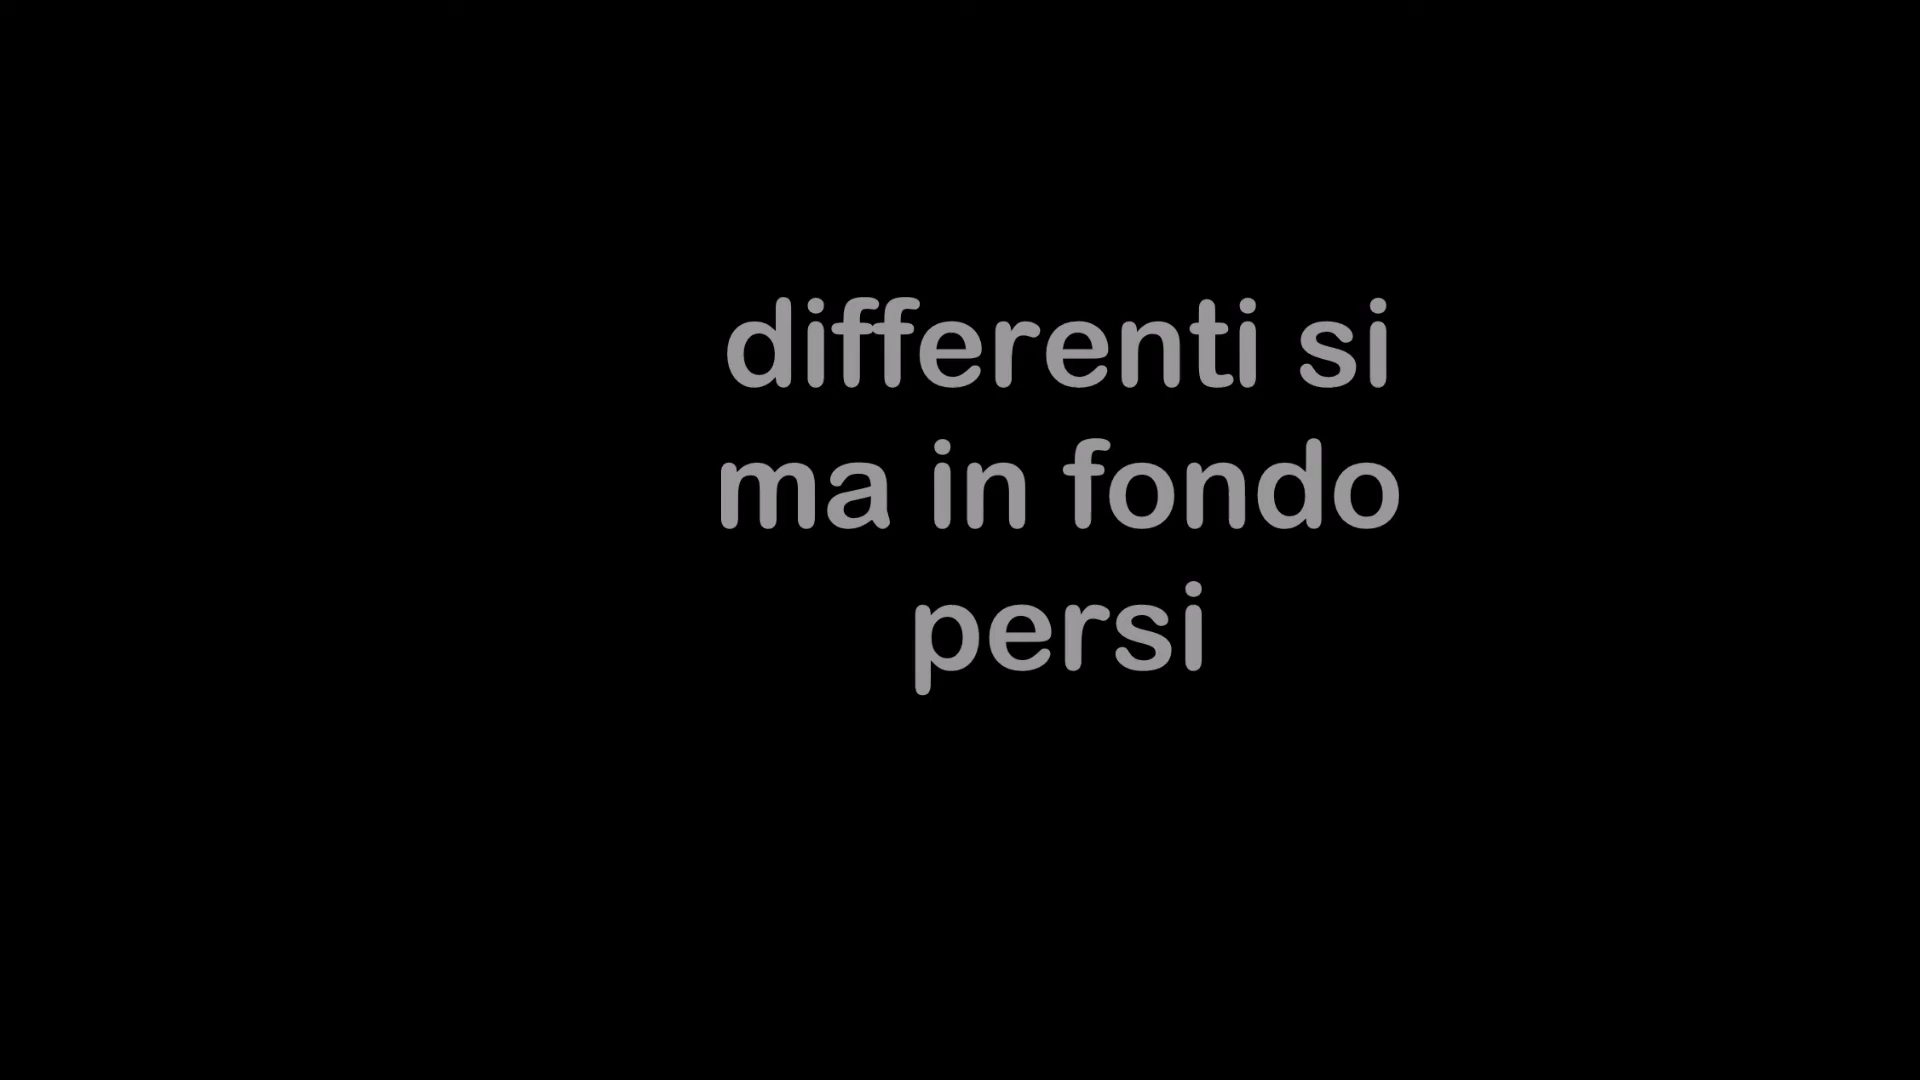 differenti si
ma in fondo
persi